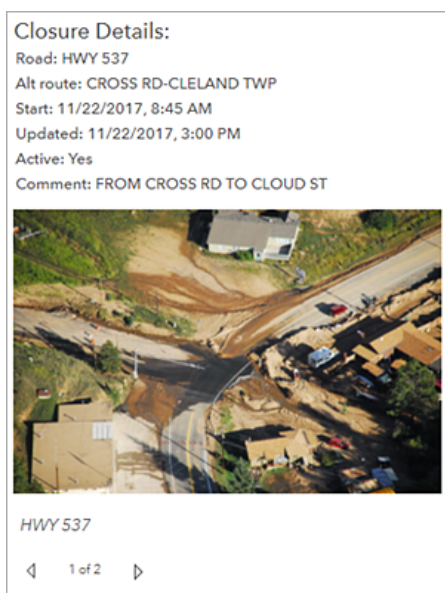 Closure Details:
Road: HWY 537
Alt route: CROSS RD-CLELAND TWP
Start: 11/22/2017, 8:45 AM
Updated: 11/22/2017, 3:00 PM
Active: Yes
Comment: FROM CROSS RD TO CLOUD ST
HWY 537
1 of 2